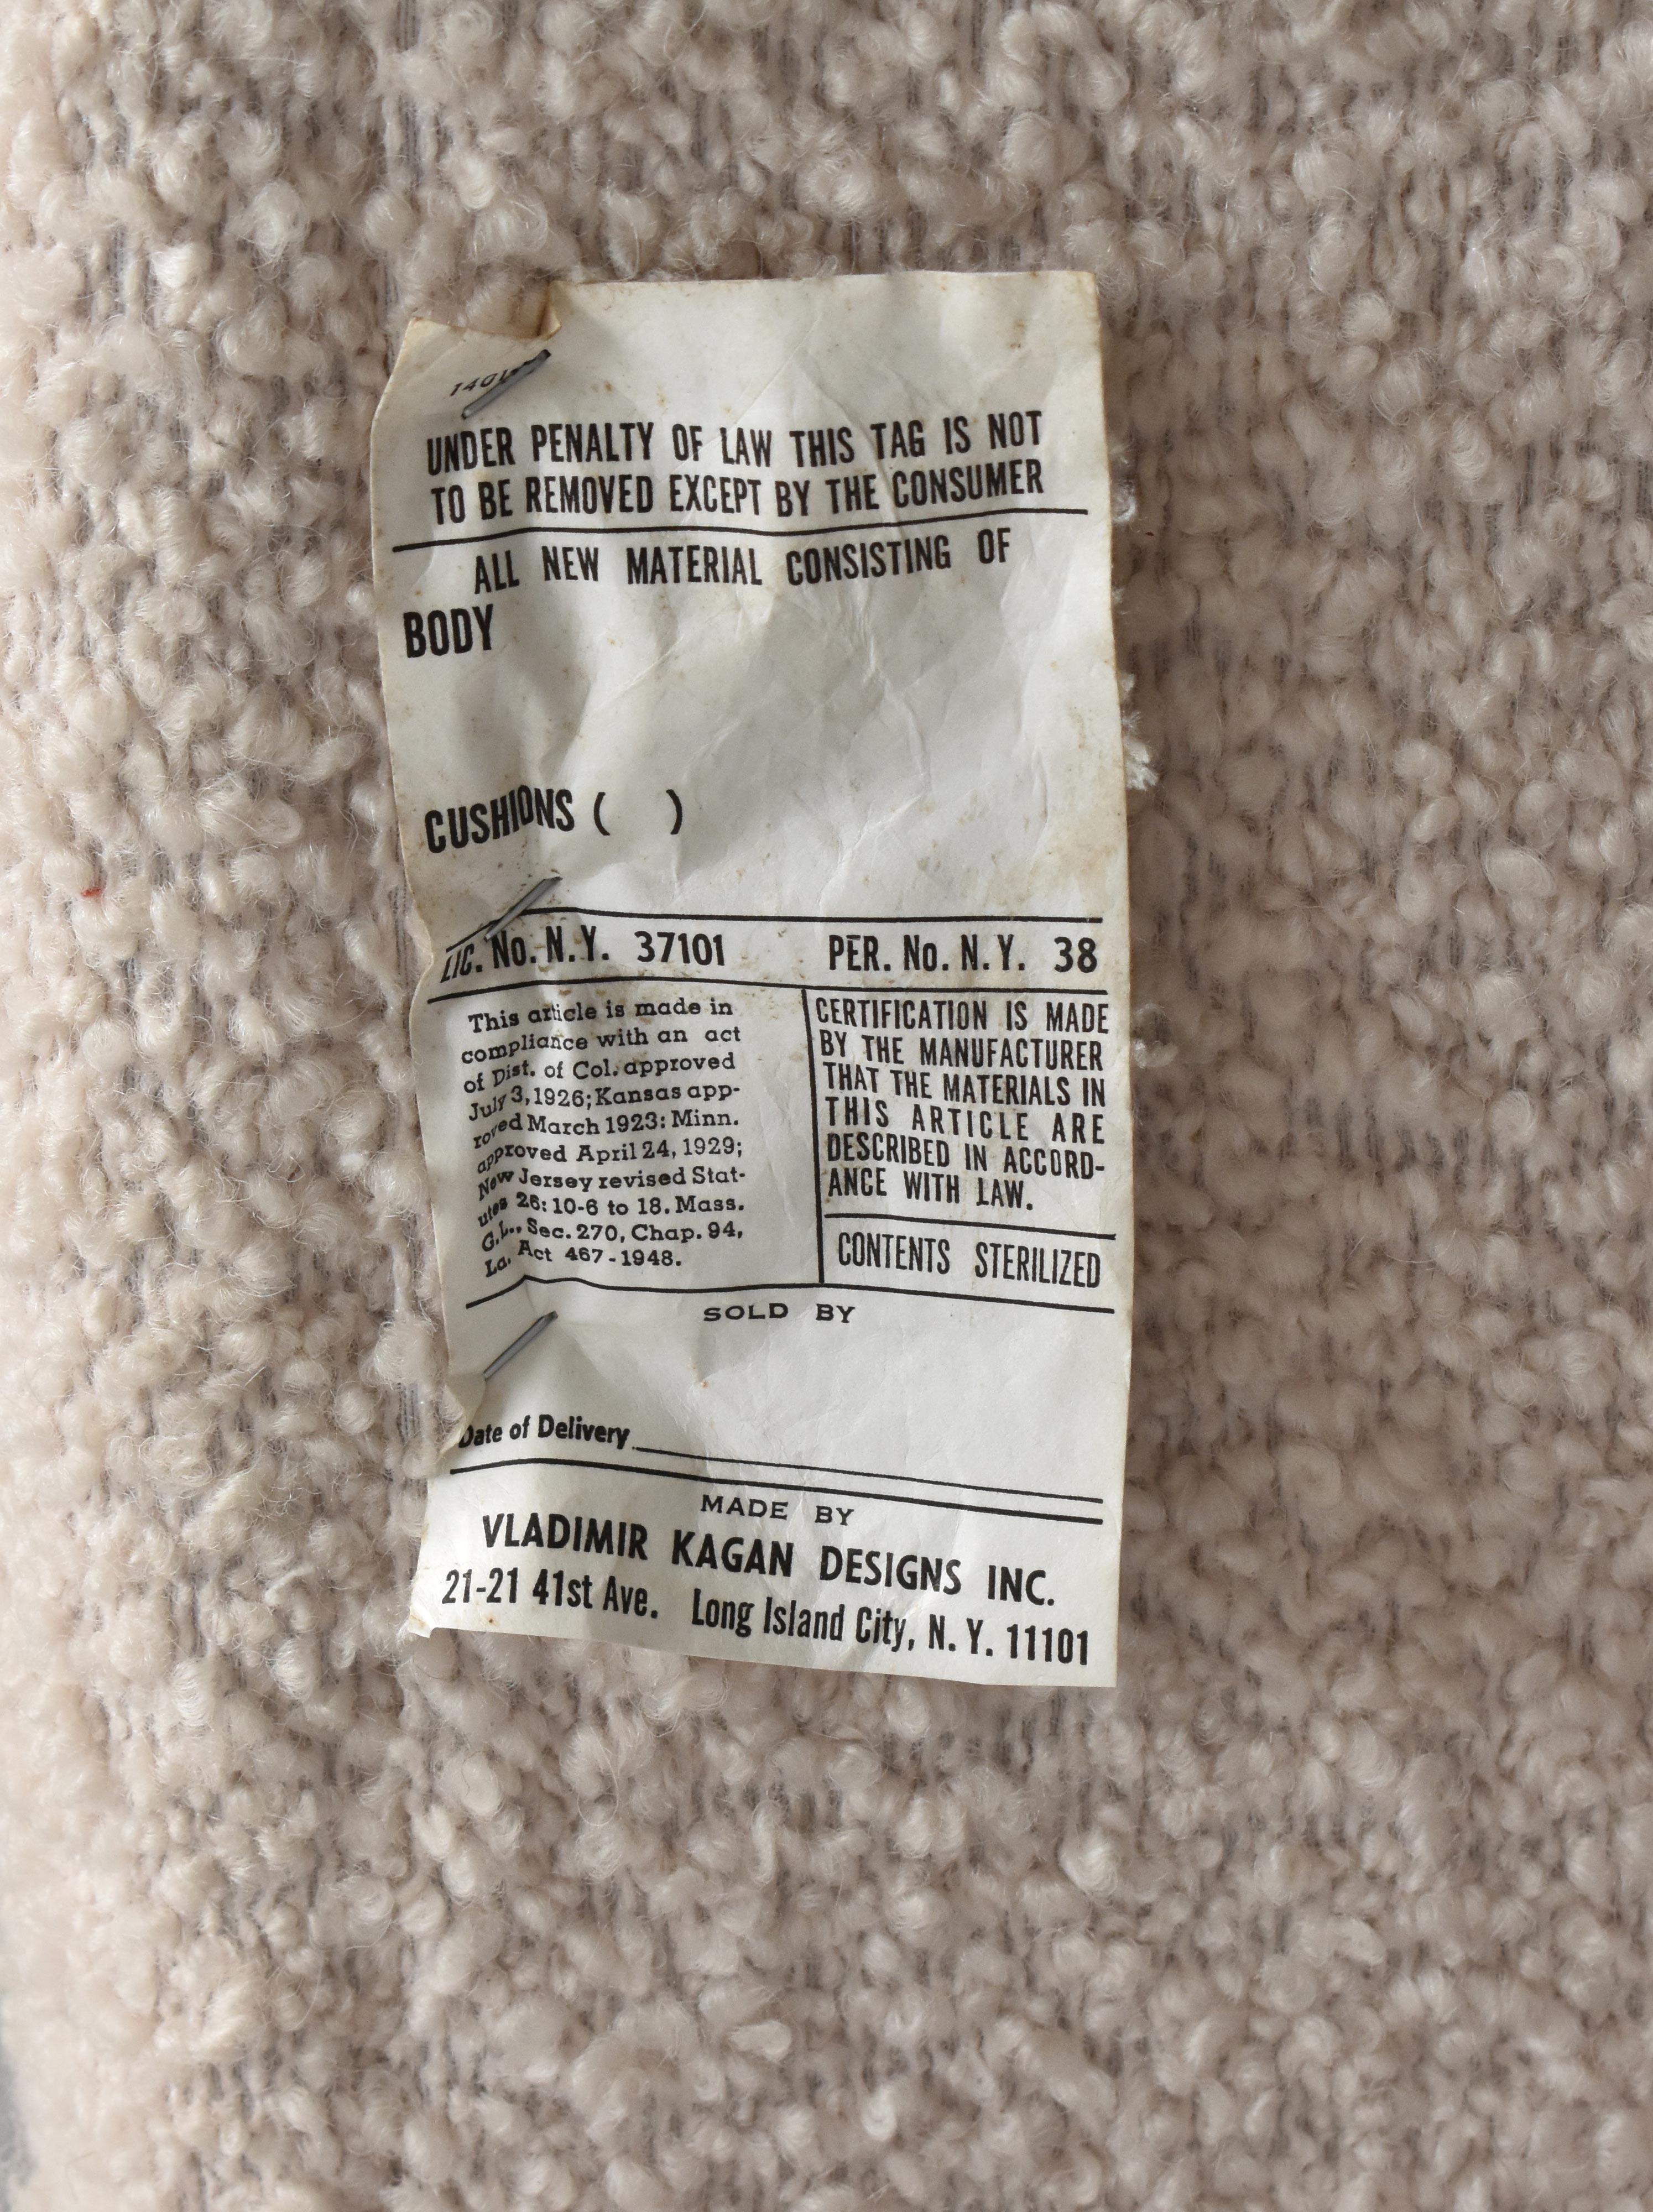 UNDER PENALTY OF LAW THIS TAG IS NOT
TO BE REMOVED EXCEPT BY THE CONSUMER
ALL NEW MATERIAL CONSISTING OF
BODY
CUSHIONS ( )
LIC. No. N.Y. 37101 PER. No. N.Y. 38
This article is made in
compliance with an act
of Dist. of Col. approved
July 3, 1926; Kansas app-
roved March 1923: Minn.
approved April 24, 1929;
New Jersey revised Stat-
utes 26: 10-6 to 18. Mass.
G.L., Sec. 270, Chap. 94,
La. Act 467-1948.
CERTIFICATION IS MADE
BY THE MANUFACTURER
THAT THE MATERIALS IN
THIS ARTICLE ARE
DESCRIBED IN ACCORD-
ANCE WITH LAW.
CONTENTS STERILIZED
SOLD BY
Date of Delivery
MADE BY
VLADIMIR KAGAN DESIGNS INC.
21-21 41st Ave. Long Island City, N. Y. 11101